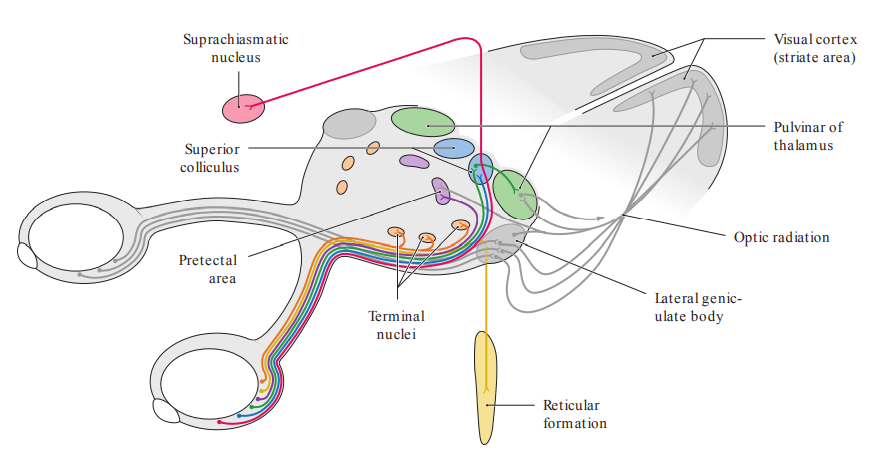 Suprachiasmatic
nucleus
Visual cortex
(striate area)
Superior
colliculus
Pulvinar of
thalamus
Pretectal
area
Optic radiation
Terminal
nuclei
Lateral genic-
ulate body
Reticular
formation